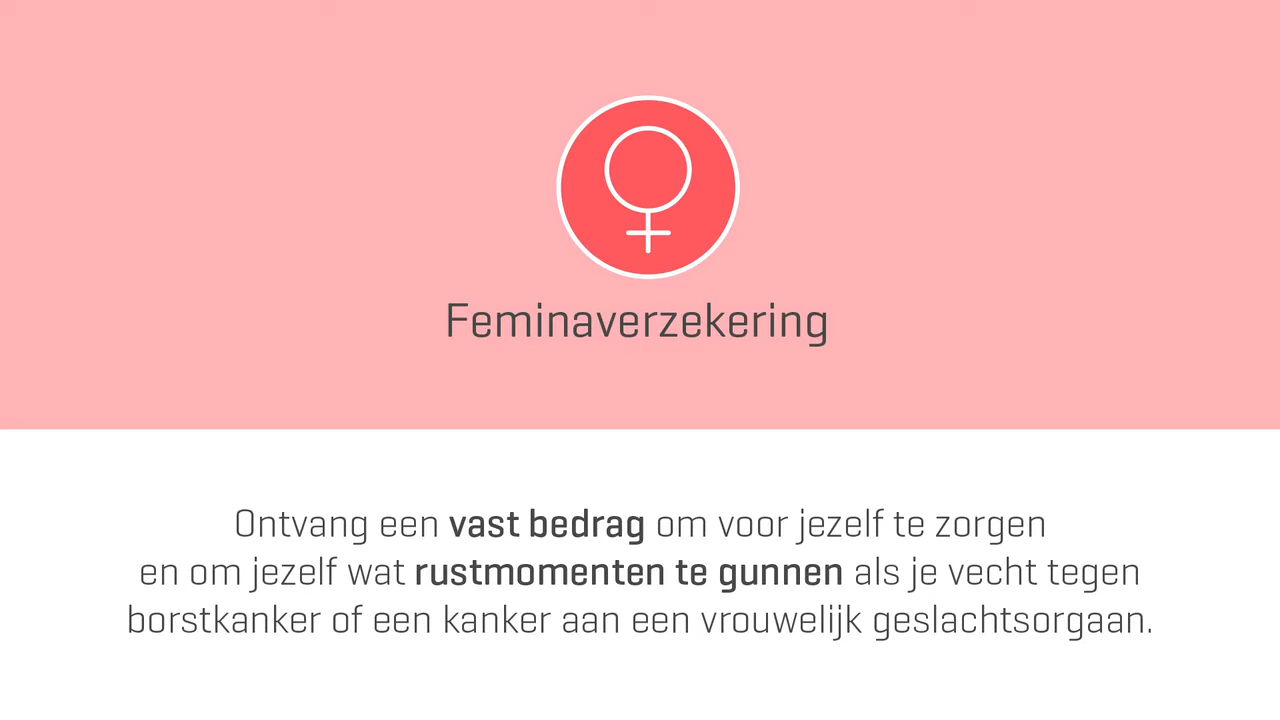 Feminaverzekering
Ontvang een vast bedrag om voor jezelf te zorgen
en om jezelf wat rustmomenten te gunnen als je vecht tegen
borstkanker of een kanker aan een vrouwelijk geslachtsorgaan.